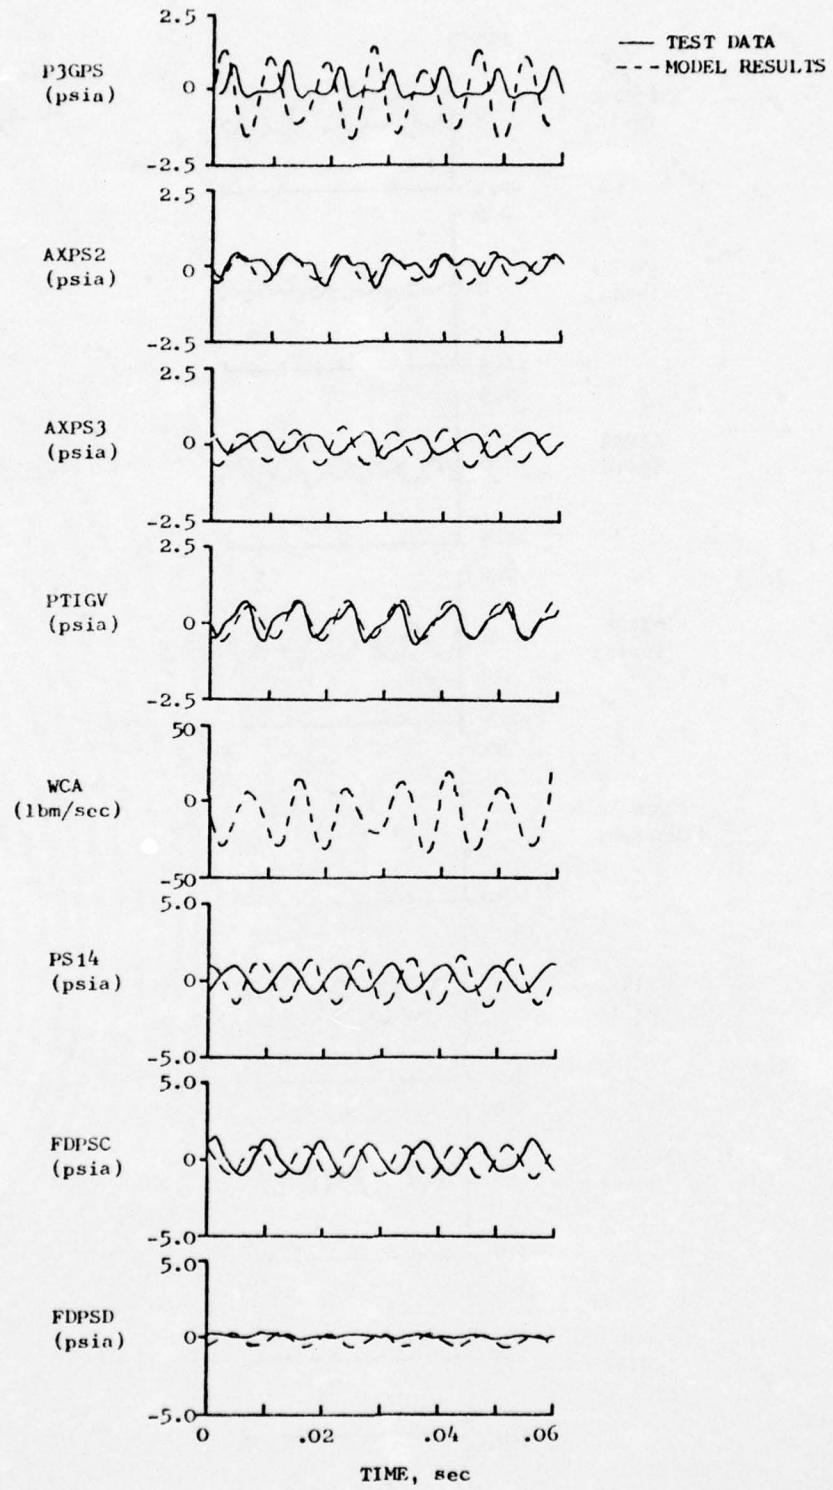 2.5
P3GPS
(psia)
0
-2.5
TEST DATA
MODEL RESULTS
2.5
AXPS2
(psia)
0
-2.5
2.5
AXPS3
(psia)
0
-2.5
2.5
PTIGV
(psia)
0
-2.5
50
WCA
(lbm/sec)
0
-50
5.0
PS14
(psia)
0
-5.0
5.0
FDPSC
(psia)
0
-5.0
5.0
FDPSD
(psia)
0
-5.0
0 .02 .04 .06
TIME, sec